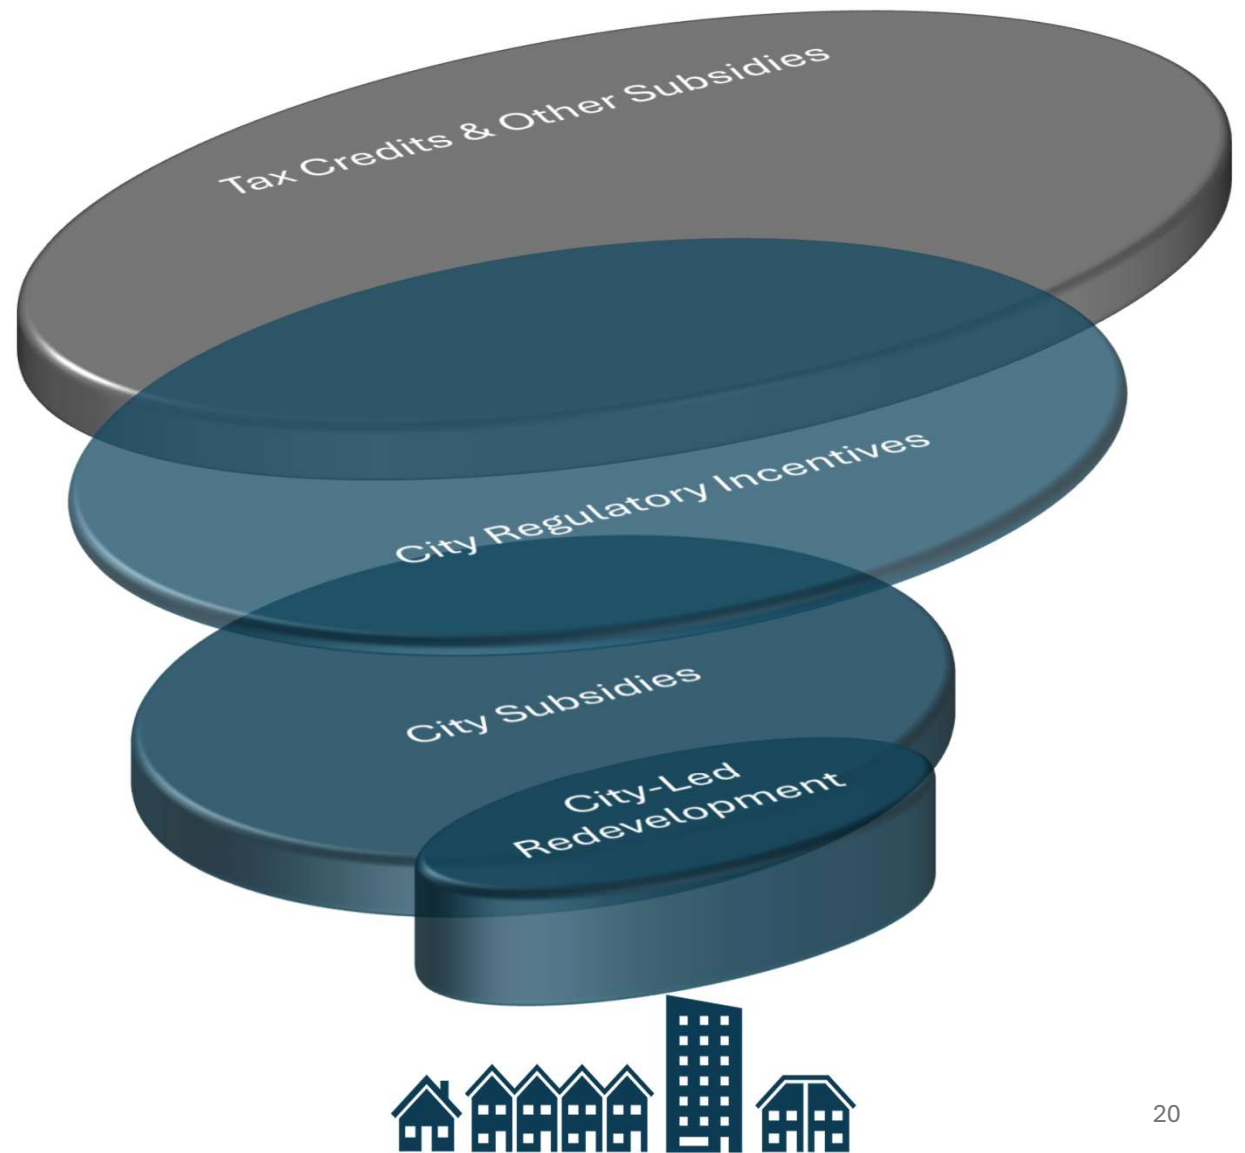 Tax Credits & Other Subsidies
City Regulatory Incentives
City Subsidies
City-Led
Redevelopment
20